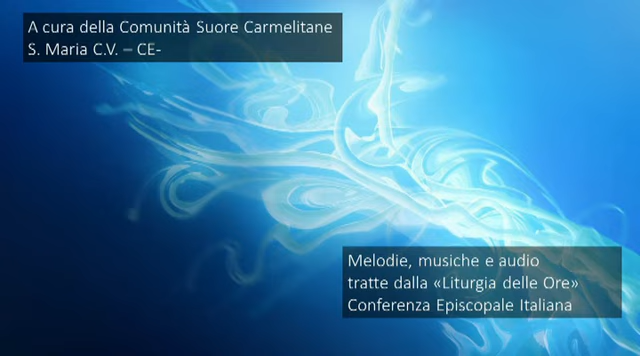 A cura della Comunità Suore Carmelitane
S. Maria C.V. – CE-
Melodie, musiche e audio
tratte dalla «Liturgia delle Ore»
Conferenza Episcopale Italiana